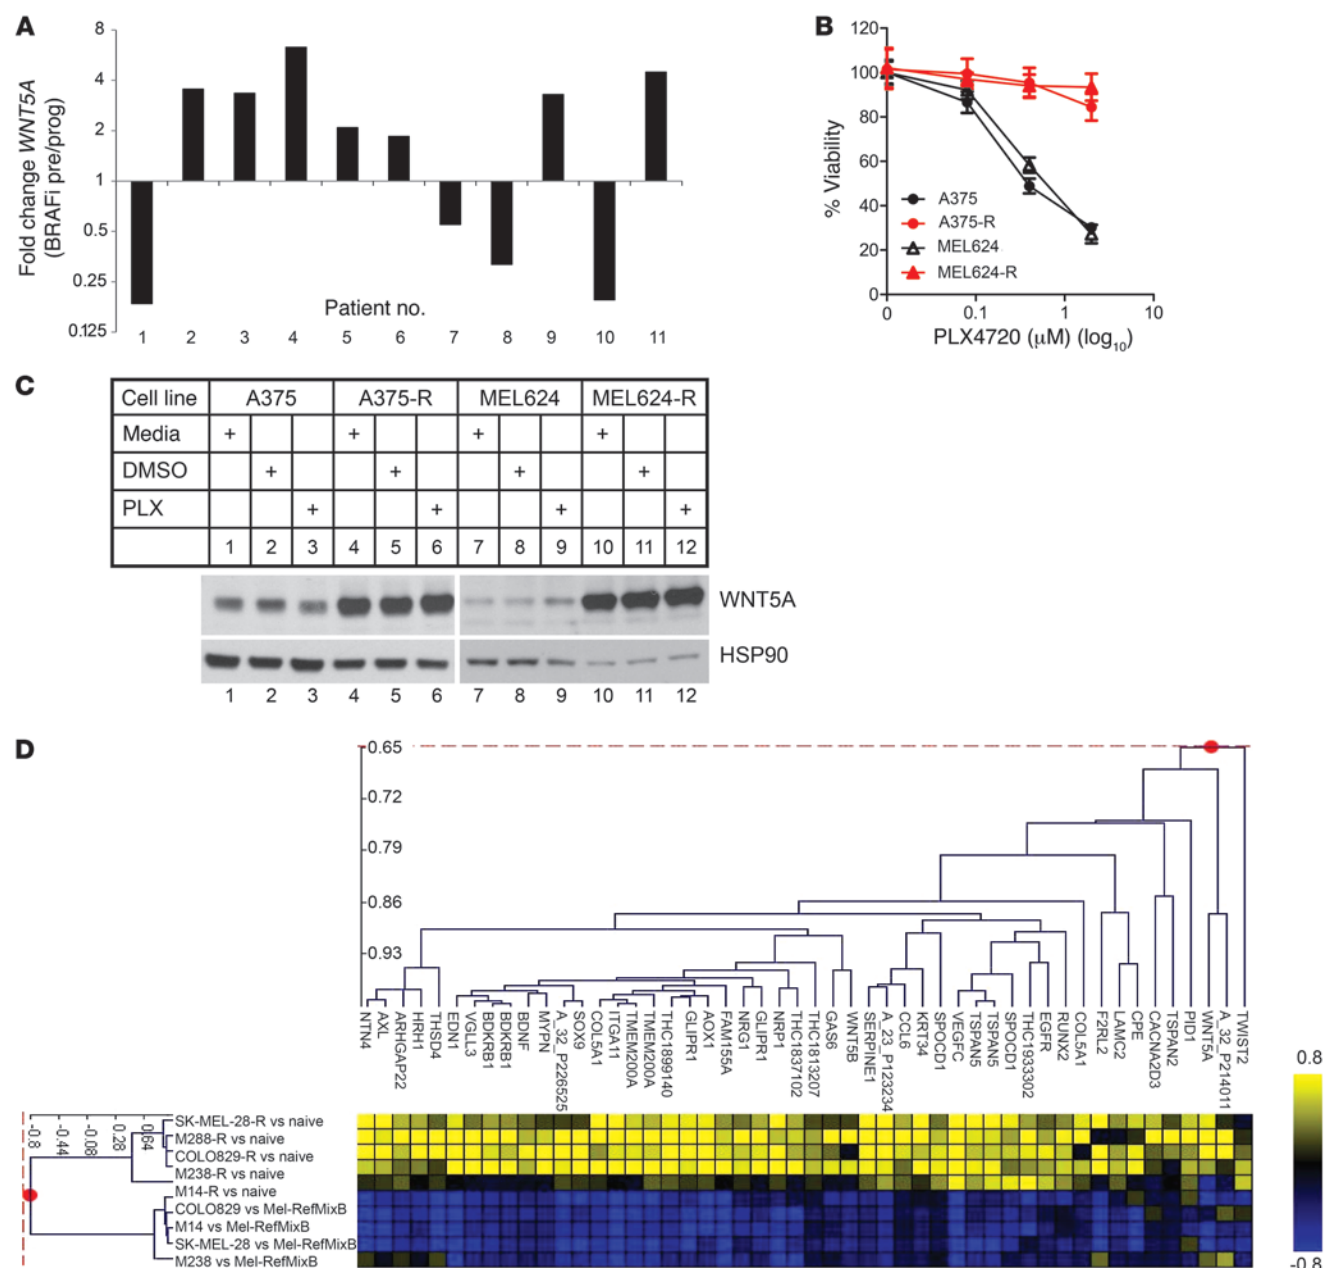 A
Fold change WNT5A
(BRAFi pre/prog)
8
4
2
1
0.5
0.25
0.125
Patient no.
1 2 3 4 5 6 7 8 9 10 11
B
% Viability
120
100
80
60
40
20
0
A375
A375-R
MEL624
MEL624-R
0 0.1 1 10
PLX4720 (μM) (log10)
C
Cell line A375 A375-R MEL624 MEL624-R
Media + + + +
DMSO + + + +
PLX + + + +
1 2 3 4 5 6 7 8 9 10 11 12
WNT5A
HSP90
1 2 3 4 5 6 7 8 9 10 11 12
D
0.65
0.72
0.79
0.86
0.93
NTN4
AXL
ARHGAP22
HRH1
THSD4
EDN1
VGLL3
BDKRB1
BDKRB1
BDNF
MYPN
A_32_P226525
SOX9
COL5A1
ITGA11
TMEM200A
TMEM200A
THC1899140
GLIPR1
AOX1
FAM155A
NRG1
GLIPR1
NRP1
THC1837102
THC1813207
GAS6
WNT5B
SERPINE1
A_23_P123234
CCL6
KRT34
SPOCD1
VEGFC
TSPAN5
TSPAN5
SPOCD1
THC1933302
EGFR
RUNX2
COL5A1
F2RL2
LAMC2
CPE
CACNA2D3
TSPAN2
PID1
WNT5A
A_32_P214011
TWIST2
-0.8 -0.44 -0.08 0.28 0.64
SK-MEL-28-R vs naive
M288-R vs naive
COLO829-R vs naive
M238-R vs naive
M14-R vs naive
COLO829 vs Mel-RefMixB
M14 vs Mel-RefMixB
SK-MEL-28 vs Mel-RefMixB
M238 vs Mel-RefMixB
0.8
-0.8